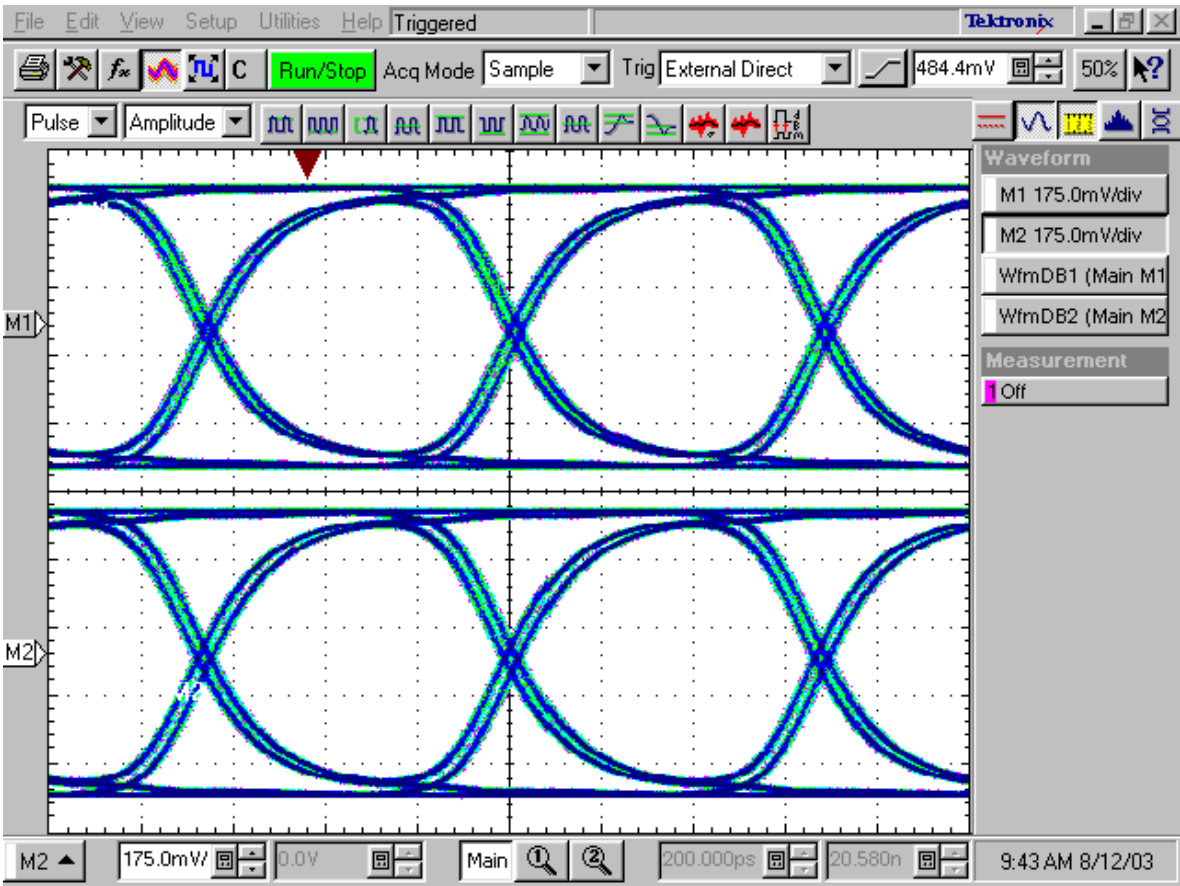 File Edit View Setup Utilities Help Triggered Tektronix
C Run/Stop Acq Mode Sample Trig External Direct 484.4mV 50% ?
Pulse Amplitude
Waveform
M1 175.0mV/div
M2 175.0mV/div
WfmDB1 (Main M1
WfmDB2 (Main M2
Measurement
1 Off
M1
M2
M2 175.0mV/ 0.0V Main 1 2 200.000ps 20.580n 9:43 AM 8/12/03